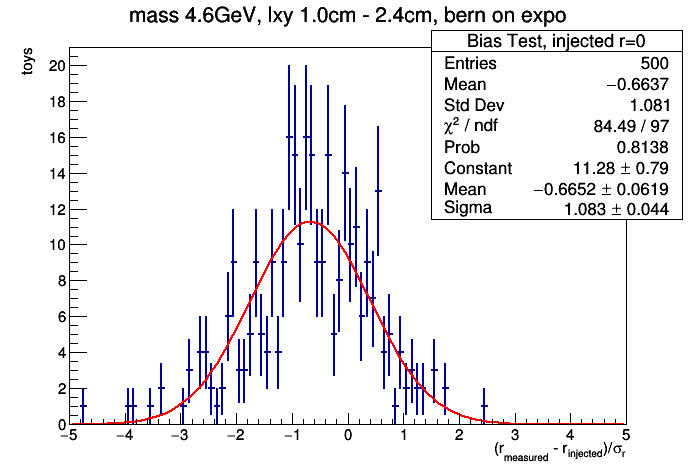 mass 4.6GeV, lxy 1.0cm - 2.4cm, bern on expo
Bias Test, injected r=0
Entries 500
Mean −0.6637
Std Dev 1.081
χ² / ndf 84.49 / 97
Prob 0.8138
Constant 11.28 ± 0.79
Mean −0.6652 ± 0.0619
Sigma 1.083 ± 0.044
toys
20
18
16
14
12
10
8
6
4
2
0
−5 −4 −3 −2 −1 0 1 2 3 4 5
(r_measured - r_injected)/σ_r